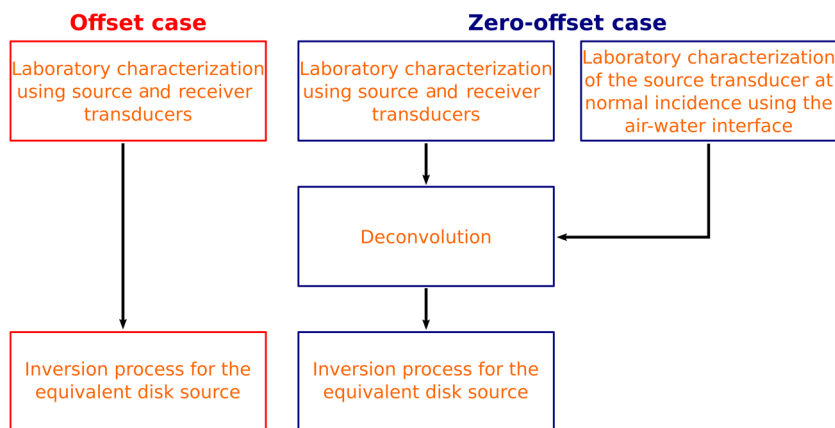 Offset case
Zero-offset case
Laboratory characterization
using source and receiver
transducers
Laboratory characterization
using source and receiver
transducers
Laboratory characterization
of the source transducer at
normal incidence using the
air-water interface
Deconvolution
Inversion process for the
equivalent disk source
Inversion process for the
equivalent disk source